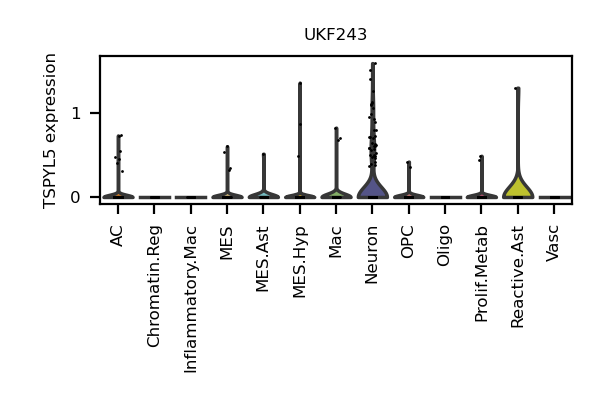 UKF243
TSPYL5 expression
1
0
AC
Chromatin.Reg
Inflammatory.Mac
MES
MES.Ast
MES.Hyp
Mac
Neuron
OPC
Oligo
Prolif.Metab
Reactive.Ast
Vasc